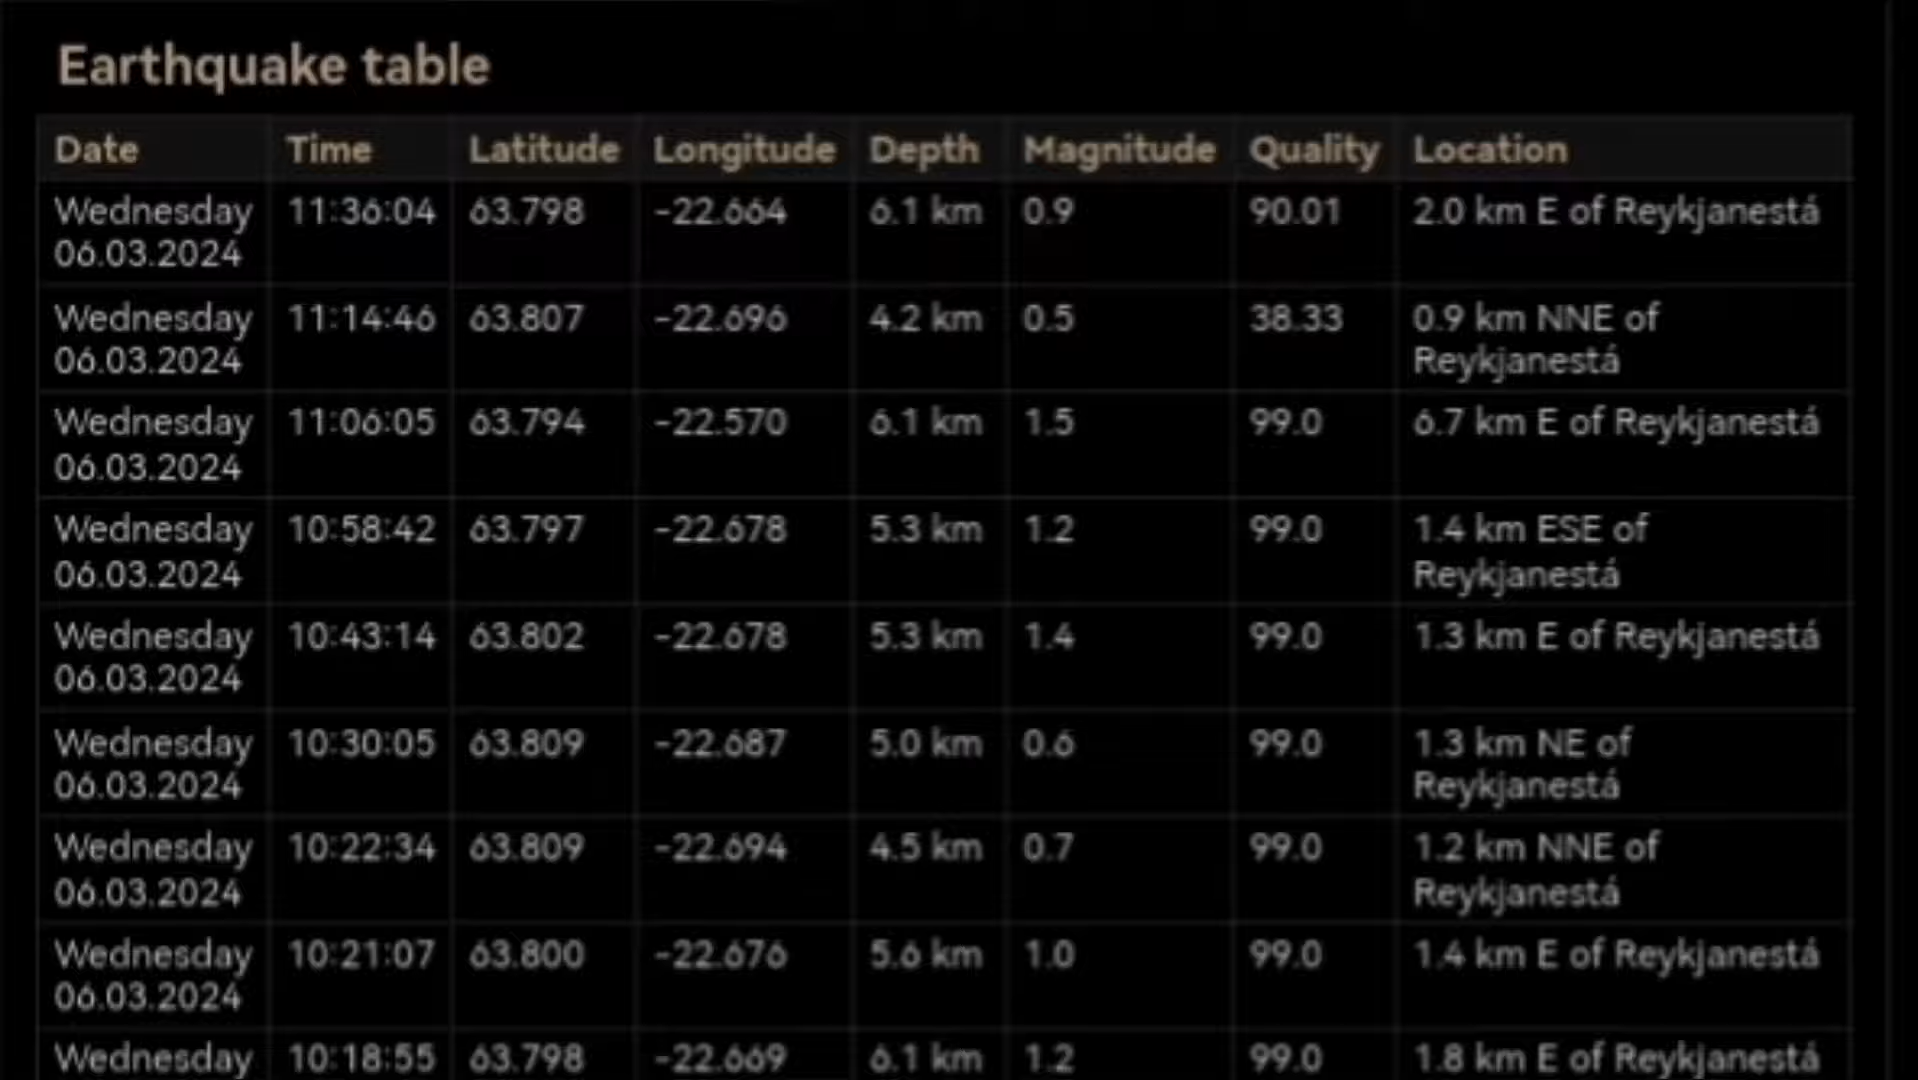 Earthquake table
Date Time Latitude Longitude Depth Magnitude Quality Location
Wednesday 11:36:04 63.798 -22.664 6.1 km 0.9 90.01 2.0 km E of Reykjanestá
06.03.2024
Wednesday 11:14:46 63.807 -22.696 4.2 km 0.5 38.33 0.9 km NNE of
06.03.2024 Reykjanestá
Wednesday 11:06:05 63.794 -22.570 6.1 km 1.5 99.0 6.7 km E of Reykjanestá
06.03.2024
Wednesday 10:58:42 63.797 -22.678 5.3 km 1.2 99.0 1.4 km ESE of
06.03.2024 Reykjanestá
Wednesday 10:43:14 63.802 -22.678 5.3 km 1.4 99.0 1.3 km E of Reykjanestá
06.03.2024
Wednesday 10:30:05 63.809 -22.687 5.0 km 0.6 99.0 1.3 km NE of
06.03.2024 Reykjanestá
Wednesday 10:22:34 63.809 -22.694 4.5 km 0.7 99.0 1.2 km NNE of
06.03.2024 Reykjanestá
Wednesday 10:21:07 63.800 -22.676 5.6 km 1.0 99.0 1.4 km E of Reykjanestá
06.03.2024
Wednesday 10:18:55 63.798 -22.669 6.1 km 1.2 99.0 1.8 km E of Reykjanestá